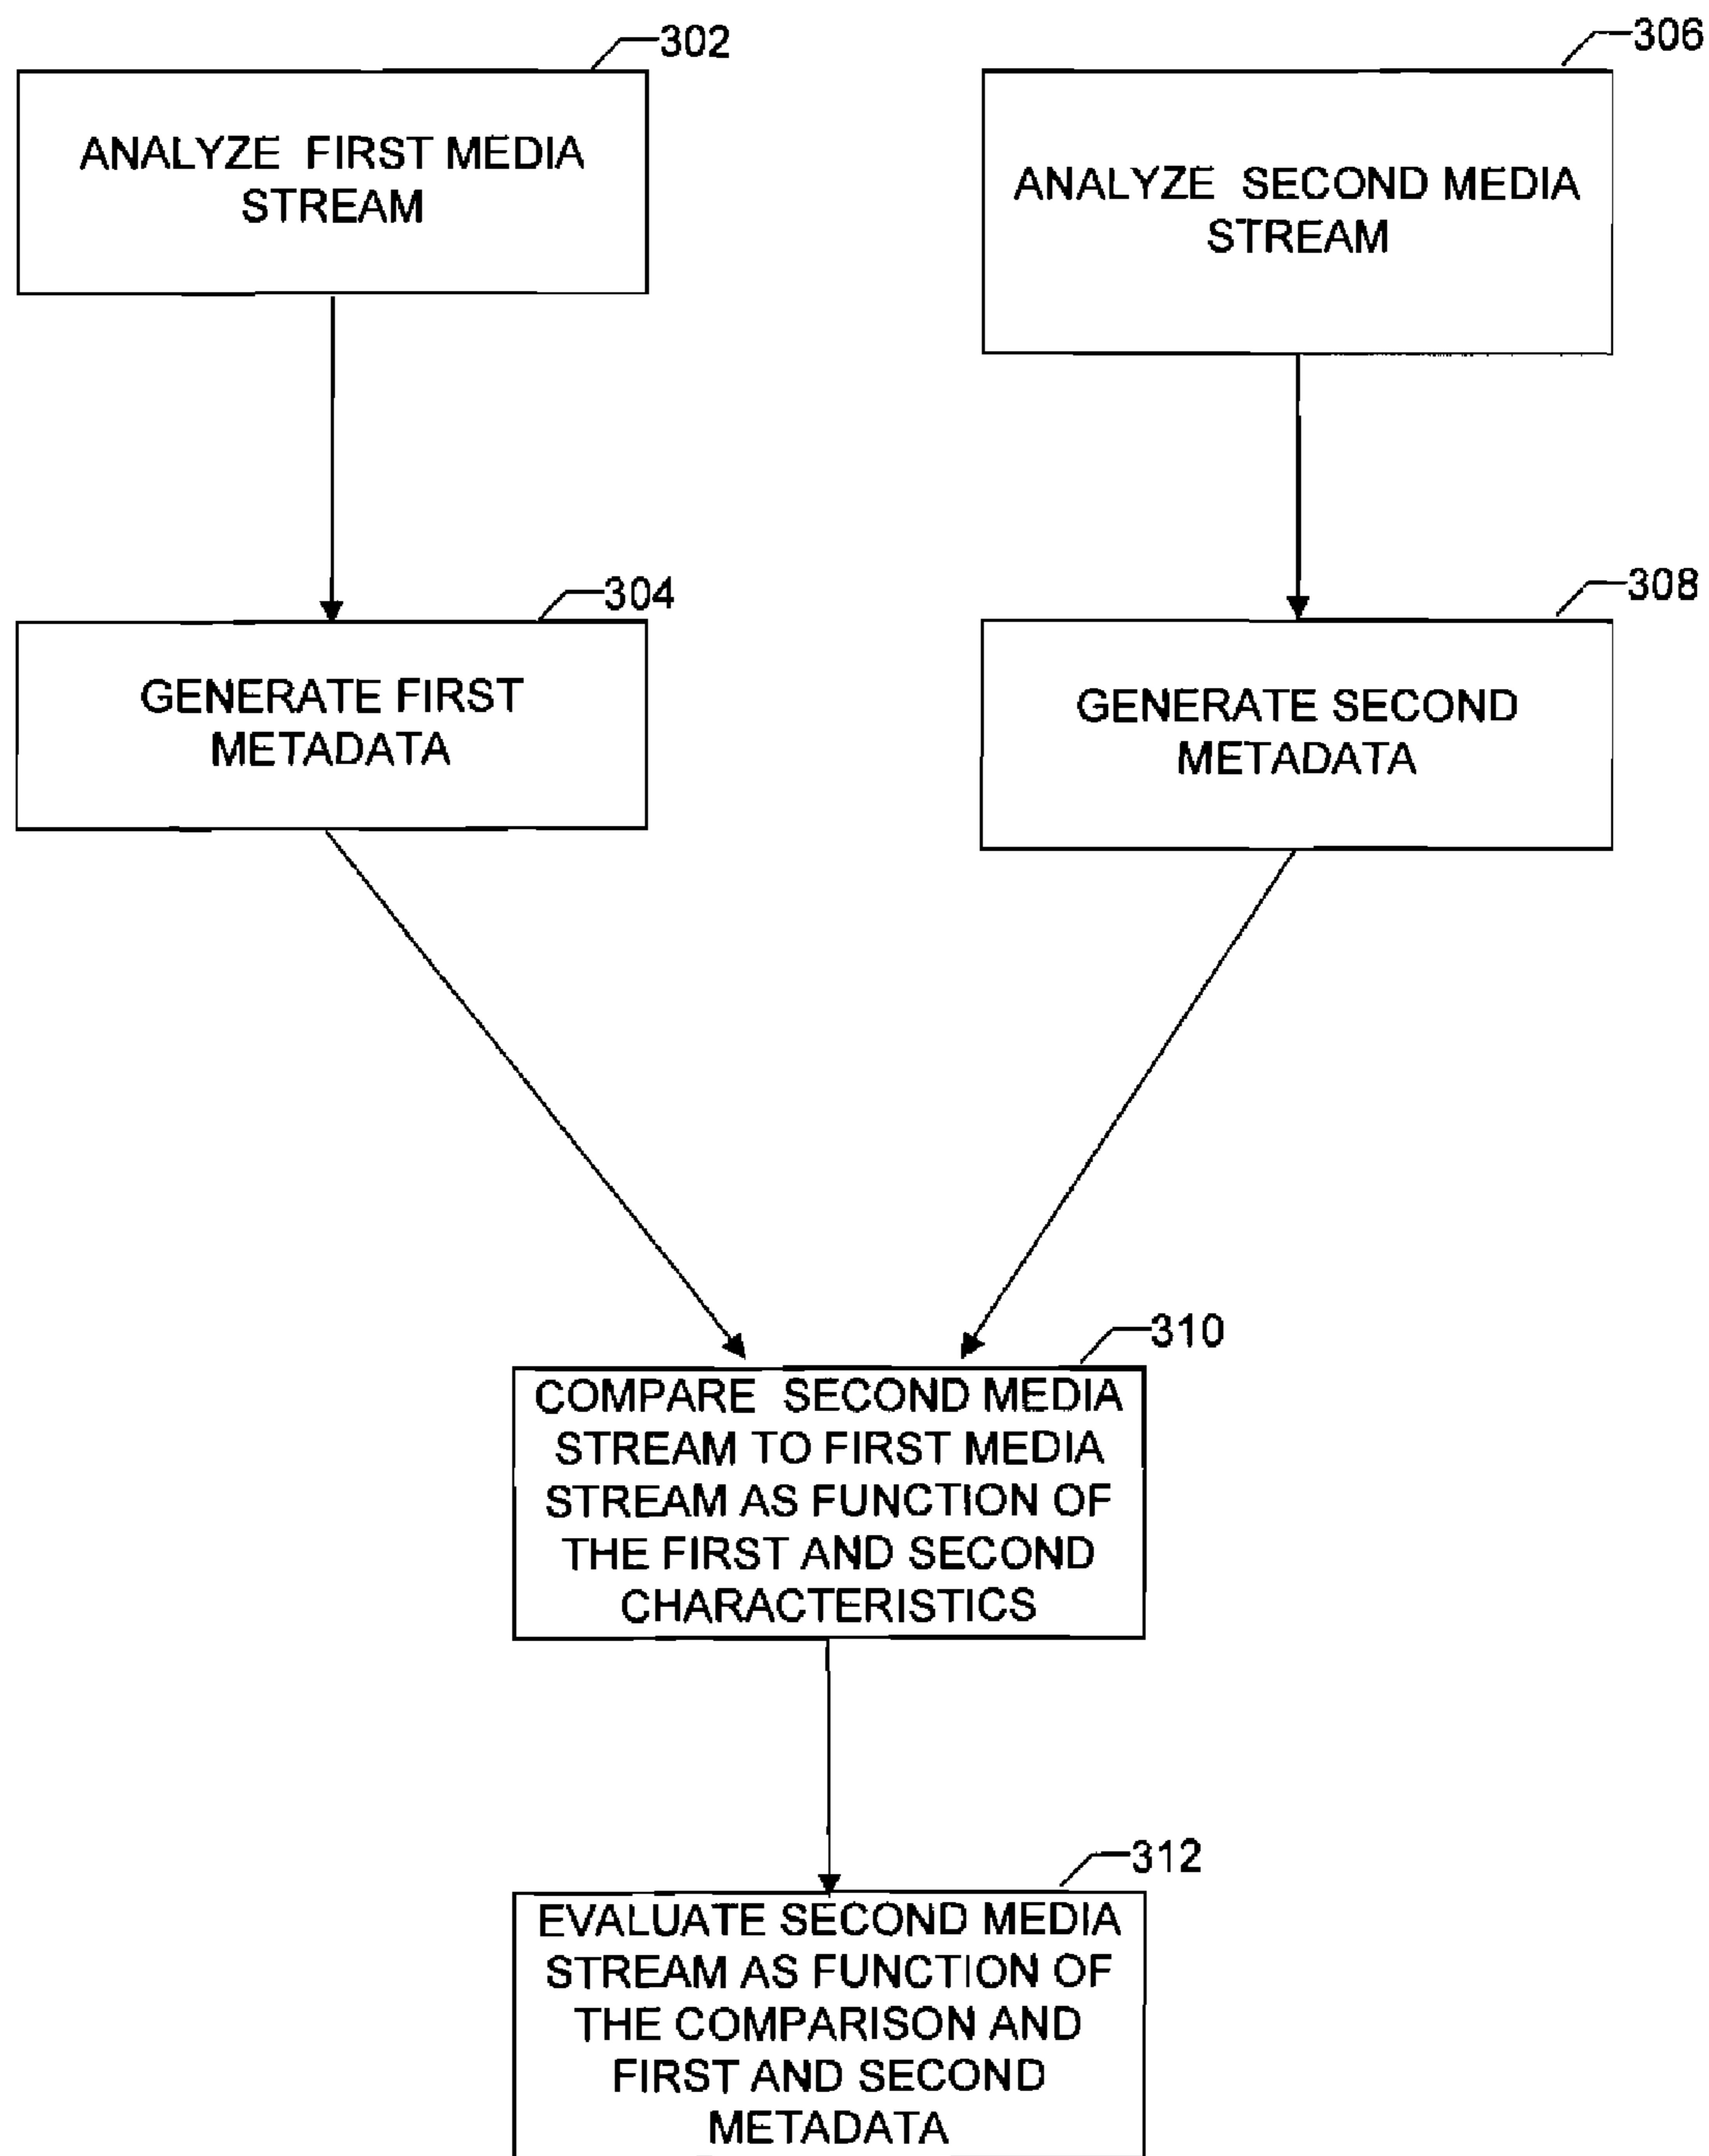 302
ANALYZE FIRST MEDIA
STREAM
306
ANALYZE SECOND MEDIA
STREAM
304
GENERATE FIRST
METADATA
308
GENERATE SECOND
METADATA
310
COMPARE SECOND MEDIA
STREAM TO FIRST MEDIA
STREAM AS FUNCTION OF
THE FIRST AND SECOND
CHARACTERISTICS
312
EVALUATE SECOND MEDIA
STREAM AS FUNCTION OF
THE COMPARISON AND
FIRST AND SECOND
METADATA